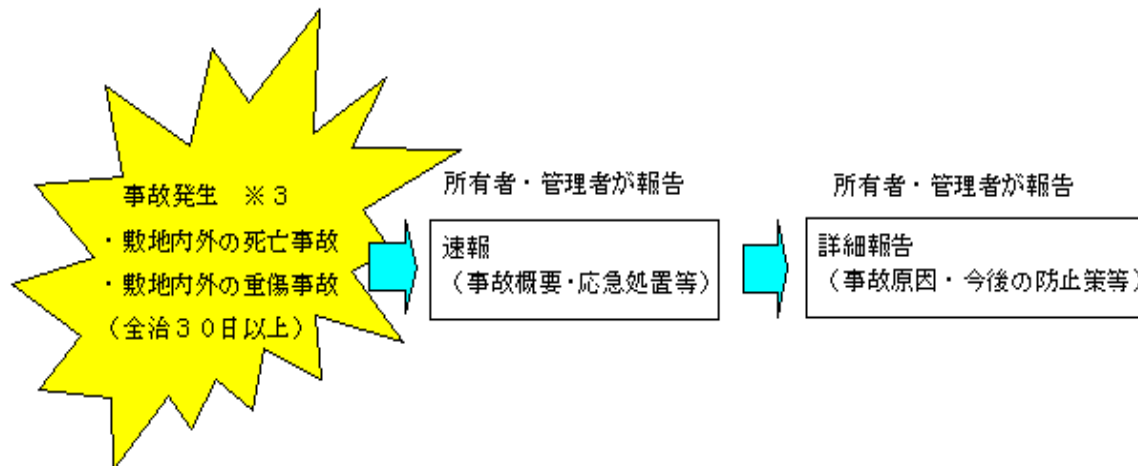 事故発生　※３
・敷地内外の死亡事故
・敷地内外の重傷事故
（全治３０日以上）
所有者・管理者が報告
速報
（事故概要・応急処置等）
所有者・管理者が報告
詳細報告
（事故原因・今後の防止策等）